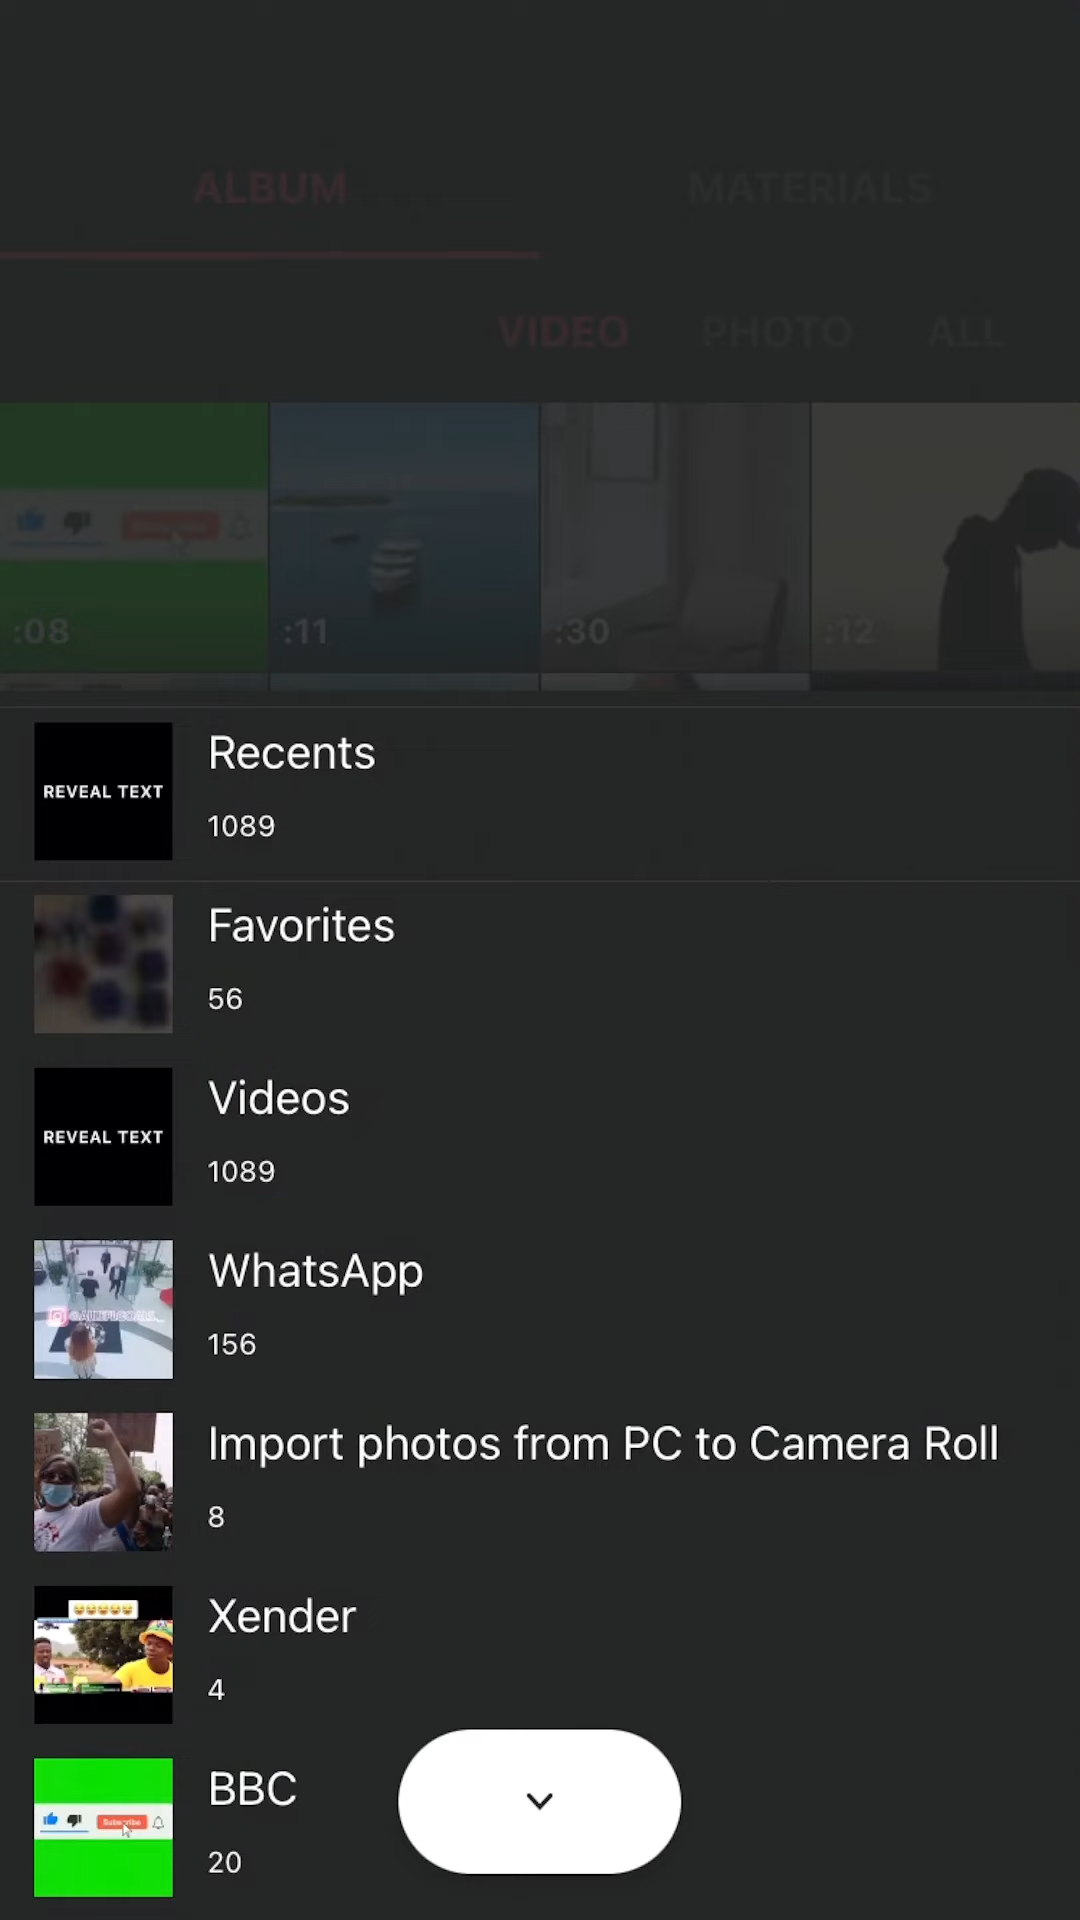 ALBUM MATERIALS
VIDEO PHOTO ALL
:08 :11 :30 :12
REVEAL TEXT
Recents
1089
Favorites
56
REVEAL TEXT
Videos
1089
WhatsApp
156
Import photos from PC to Camera Roll
8
Xender
4
BBC
Subscribe
20